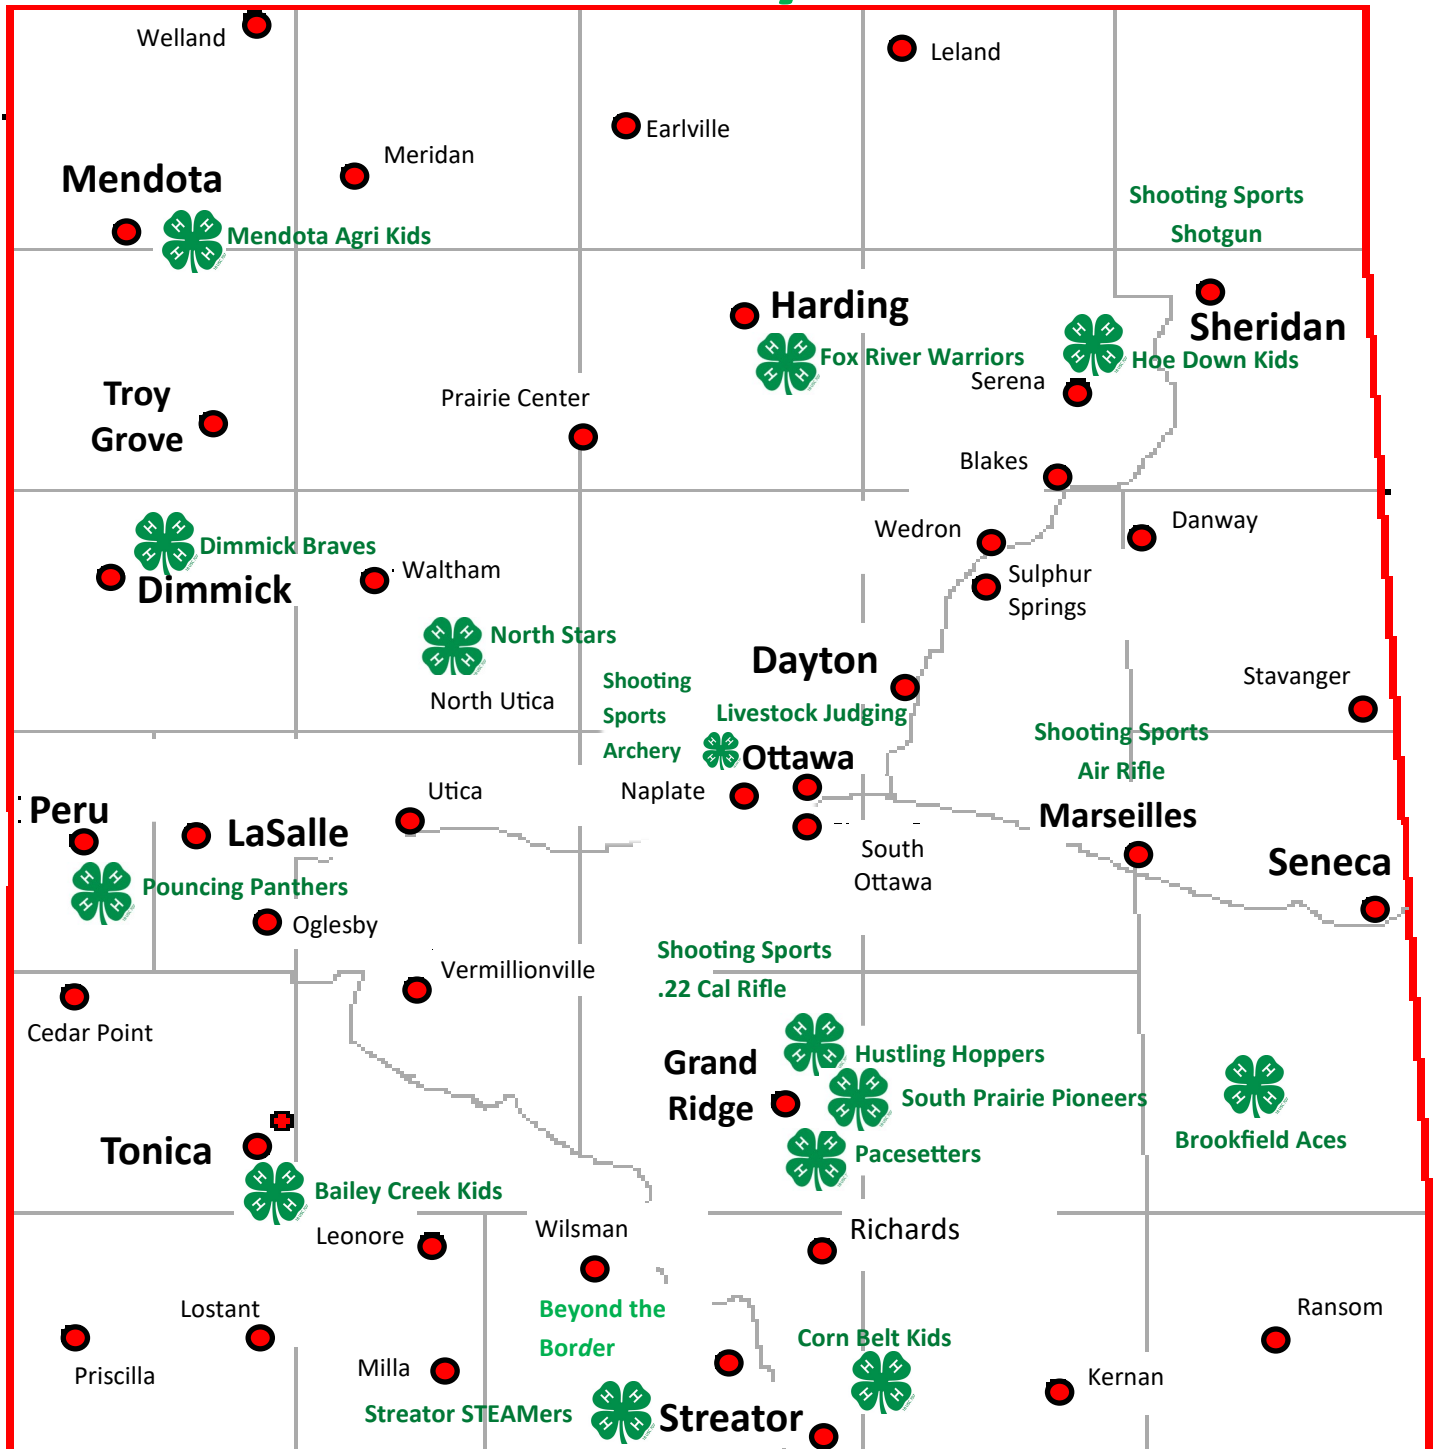 Welland
Leland
Earlville
Meridan
Mendota
Mendota Agri Kids
Shooting Sports
Shotgun
Harding
Sheridan
Fox River Warriors
Hoe Down Kids
Serena
Troy
Grove
Prairie Center
Blakes
Wedron
Danway
Dimmick Braves
Waltham
Dimmick
Sulphur
Springs
North Stars
North Utica
Dayton
Stavanger
Shooting
Sports
Archery
Livestock Judging
Ottawa
Shooting Sports
Air Rifle
Utica
Naplate
Peru
LaSalle
Marseilles
South
Ottawa
Seneca
Pouncing Panthers
Oglesby
Shooting Sports
.22 Cal Rifle
Vermillionville
Cedar Point
Grand
Ridge
Hustling Hoppers
South Prairie Pioneers
Pacesetters
Brookfield Aces
Tonica
Bailey Creek Kids
Leonore
Wilsman
Richards
Lostant
Beyond the
Border
Ransom
Corn Belt Kids
Priscilla
Milla
Kernan
Streator STEAMers
Streator